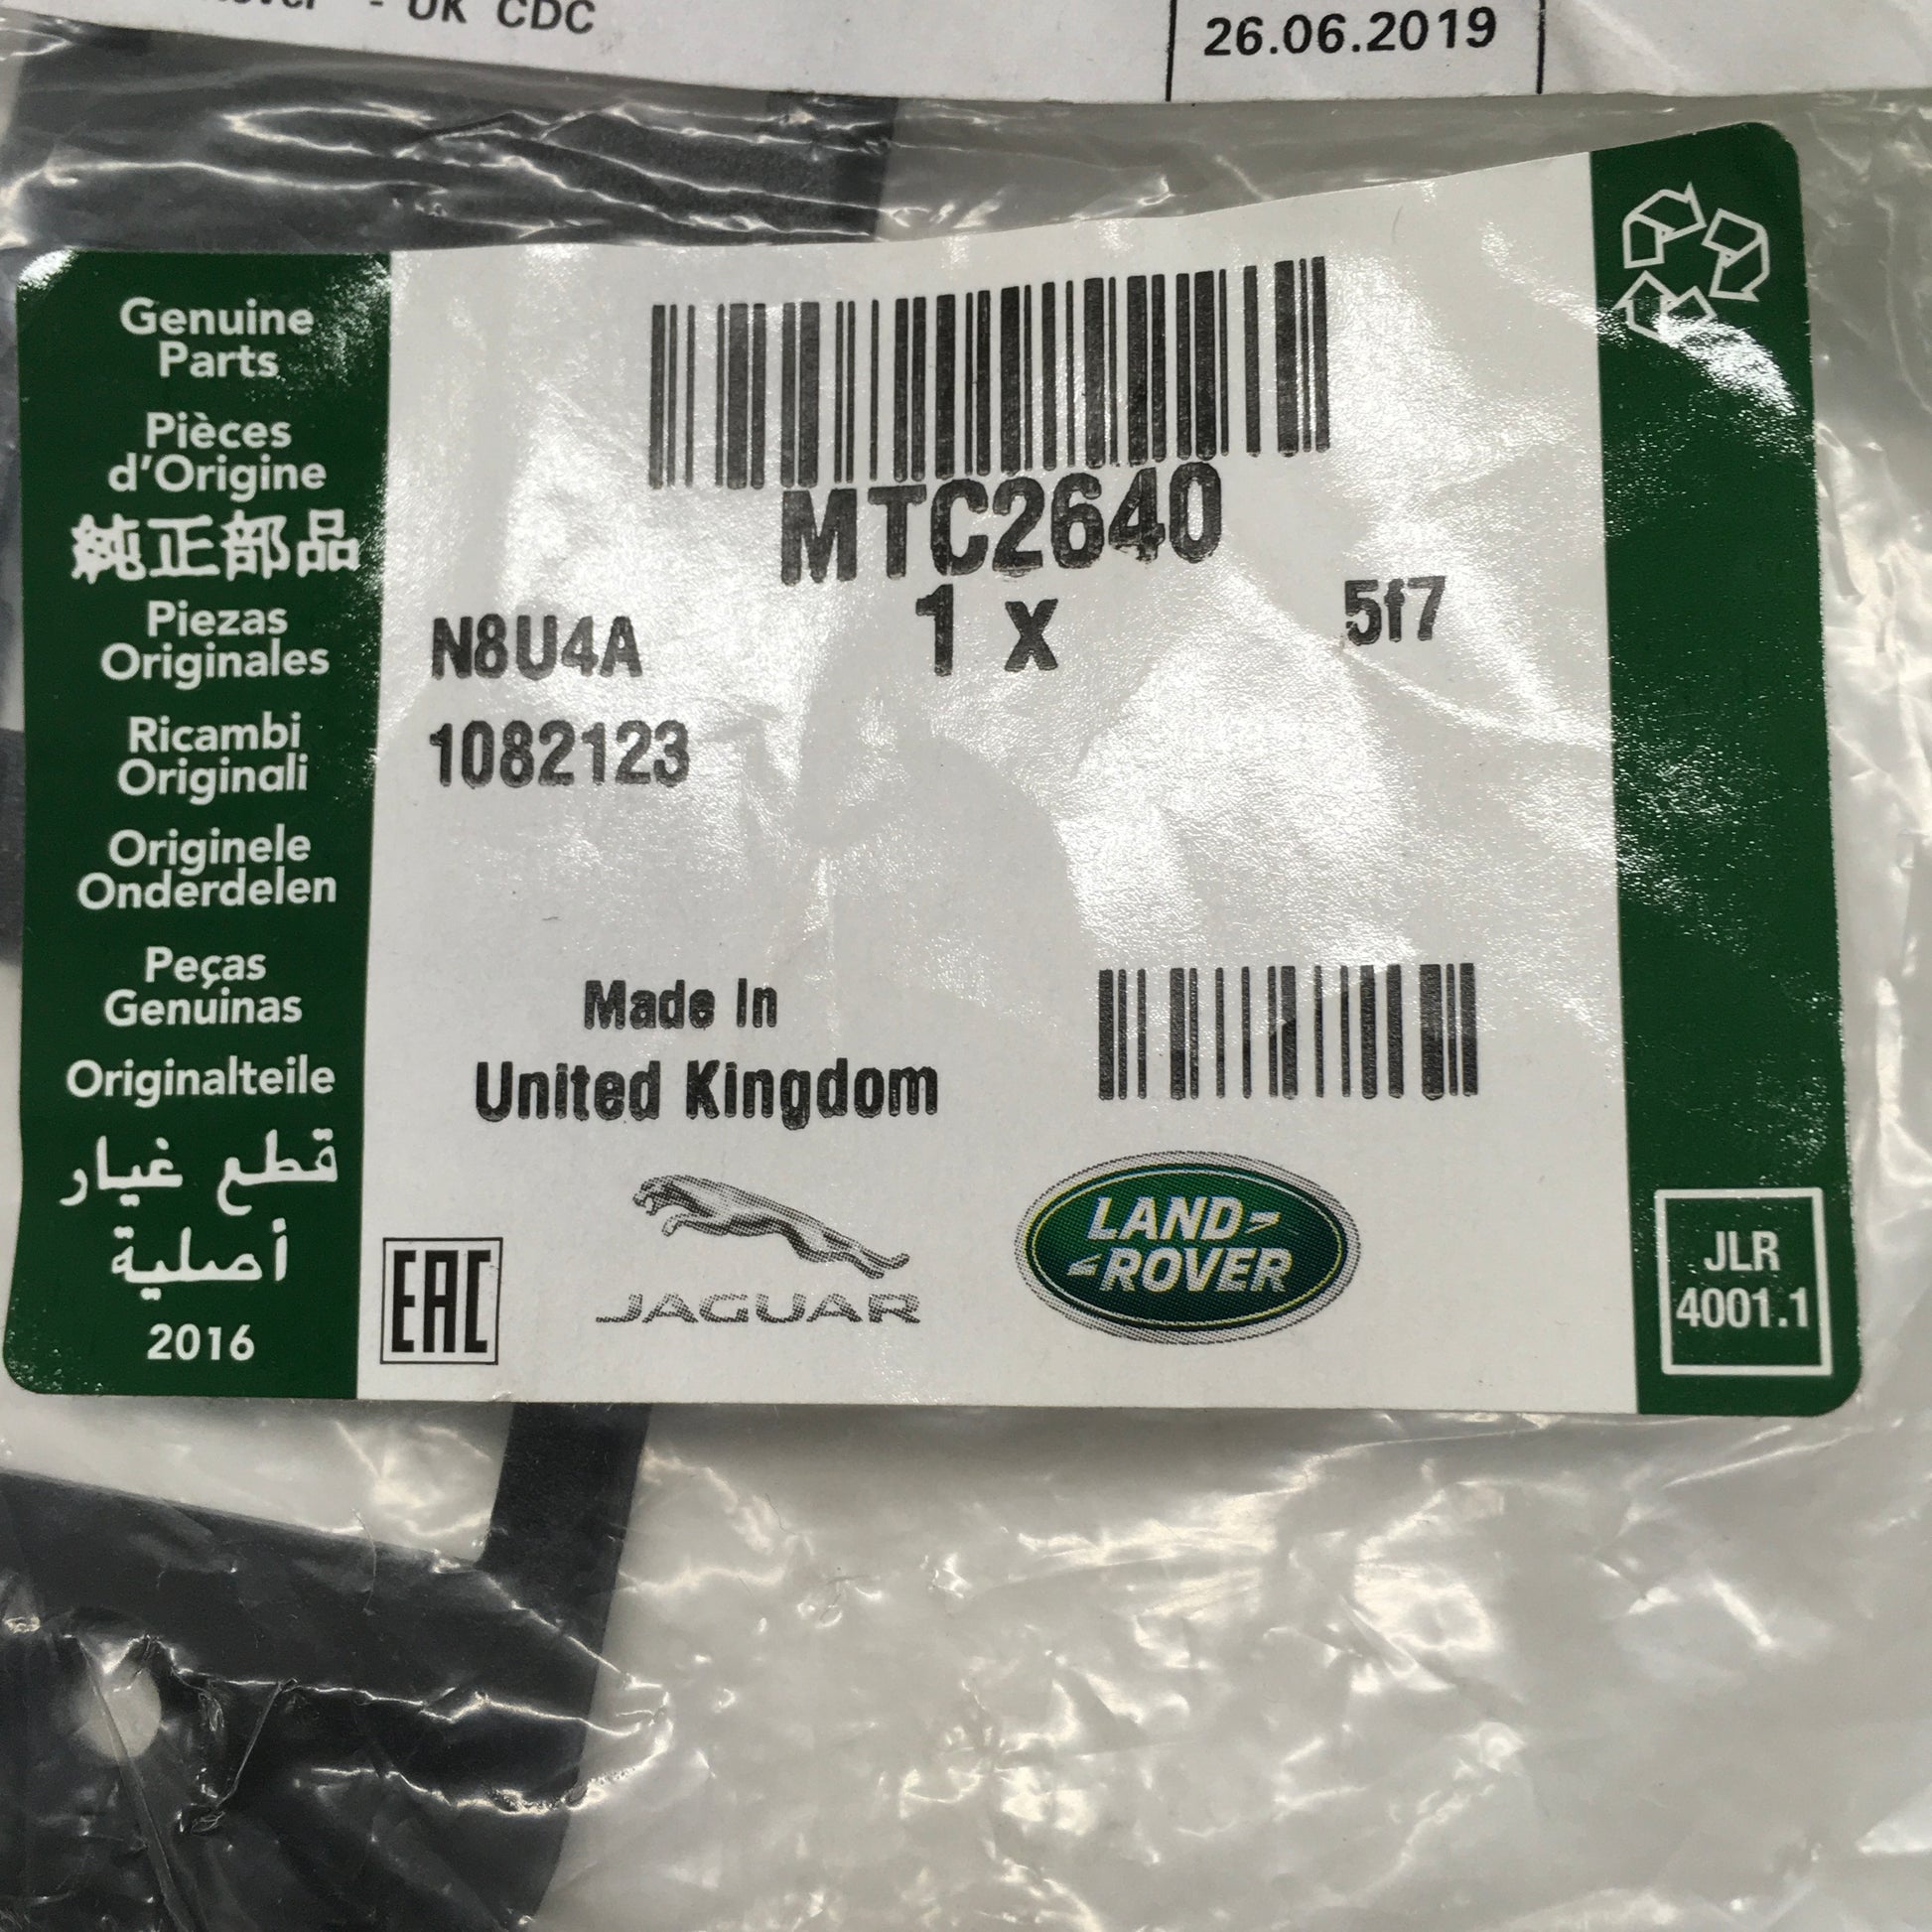 - UK CDC
26.06.2019
Genuine
Parts
Pièces
d'Origine
純正部品
Piezas
Originales
Ricambi
Originali
Originele
Onderdelen
Peças
Genuinas
Originalteile
قطع غيار
أصلية
2016
MTC2640
1 x
5f7
N8U4A
1082123
Made In
United Kingdom
EAC
JAGUAR
LAND-
-ROVER
JLR
4001.1